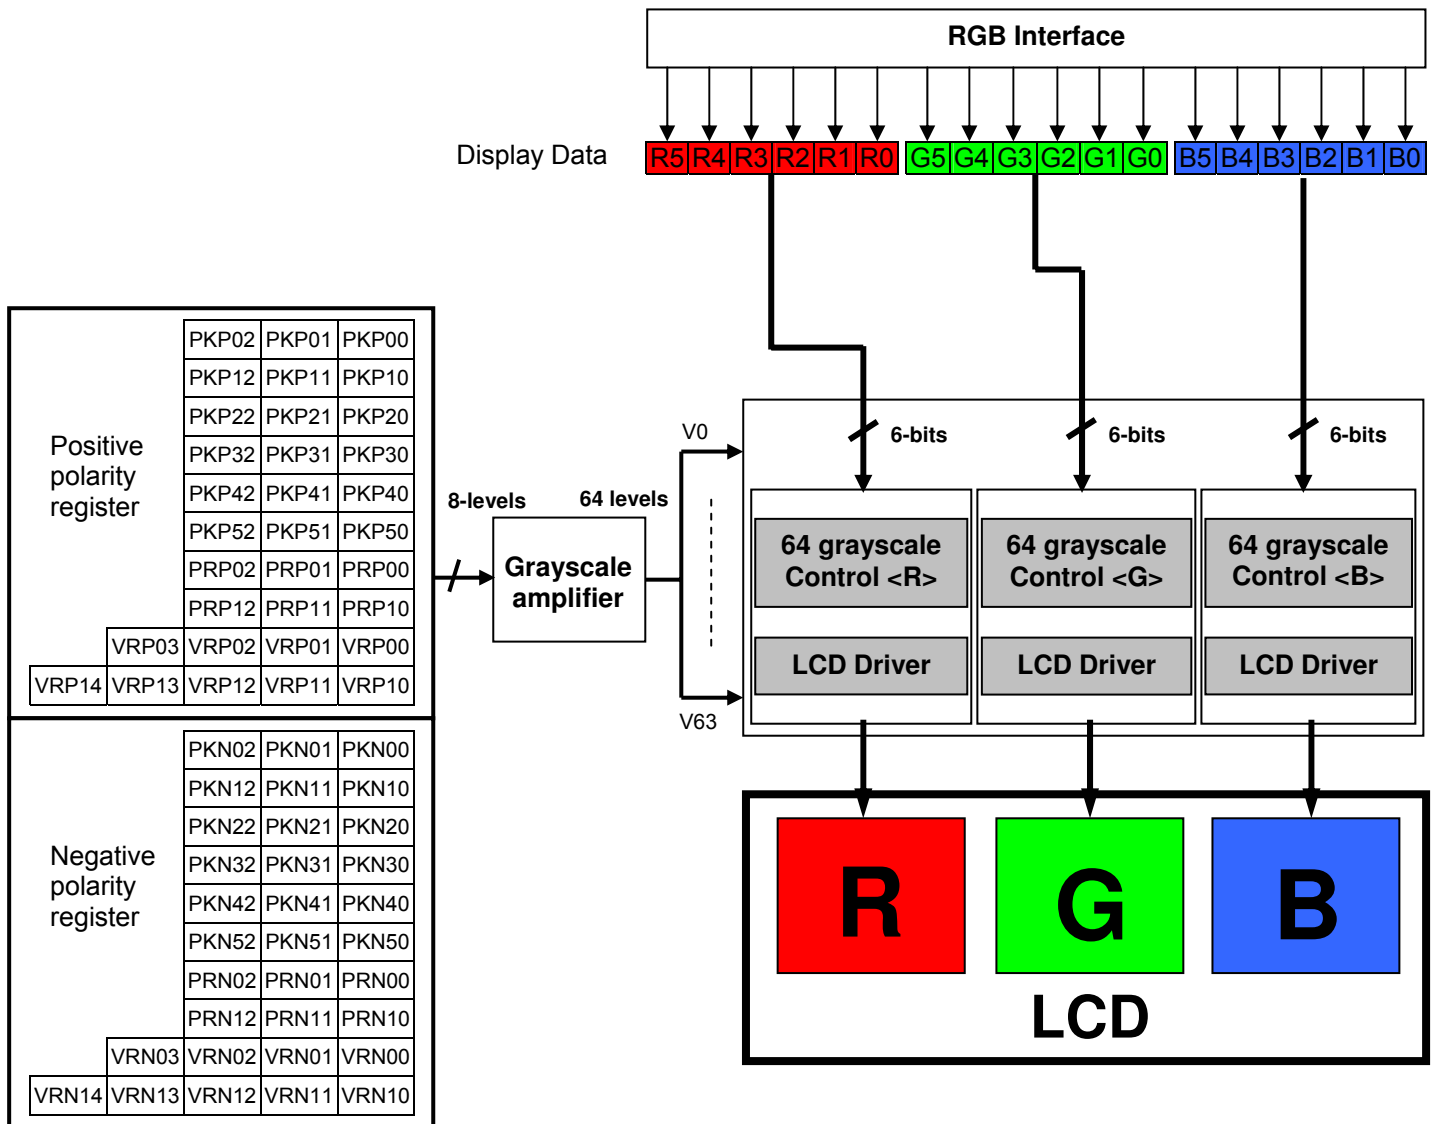 RGB Interface
Display Data
R5 R4 R3 R2 R1 R0 G5 G4 G3 G2 G1 G0 B5 B4 B3 B2 B1 B0
Positive
polarity
register
PKP02 PKP01 PKP00
PKP12 PKP11 PKP10
PKP22 PKP21 PKP20
PKP32 PKP31 PKP30
PKP42 PKP41 PKP40
PKP52 PKP51 PKP50
PRP02 PRP01 PRP00
PRP12 PRP11 PRP10
VRP03 VRP02 VRP01 VRP00
VRP14 VRP13 VRP12 VRP11 VRP10
Negative
polarity
register
PKN02 PKN01 PKN00
PKN12 PKN11 PKN10
PKN22 PKN21 PKN20
PKN32 PKN31 PKN30
PKN42 PKN41 PKN40
PKN52 PKN51 PKN50
PRN02 PRN01 PRN00
PRN12 PRN11 PRN10
VRN03 VRN02 VRN01 VRN00
VRN14 VRN13 VRN12 VRN11 VRN10
8-levels
Grayscale
amplifier
64 levels
V0
V63
6-bits
6-bits
6-bits
64 grayscale
Control <R>
LCD Driver
64 grayscale
Control <G>
LCD Driver
64 grayscale
Control <B>
LCD Driver
R
G
B
LCD